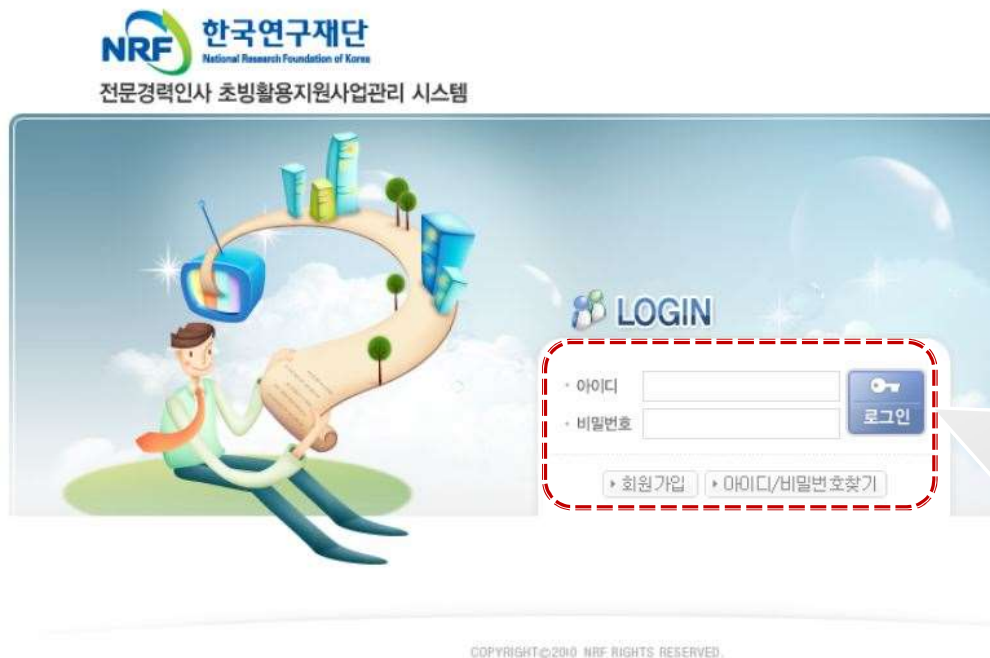 NRF 한국연구재단
National Research Foundation of Korea
전문경력인사 초빙활용지원사업관리 시스템
LOGIN
· 아이디
· 비밀번호
로그인
회원가입
아이디/비밀번호찾기
COPYRIGHT©2010 NRF RIGHTS RESERVED.